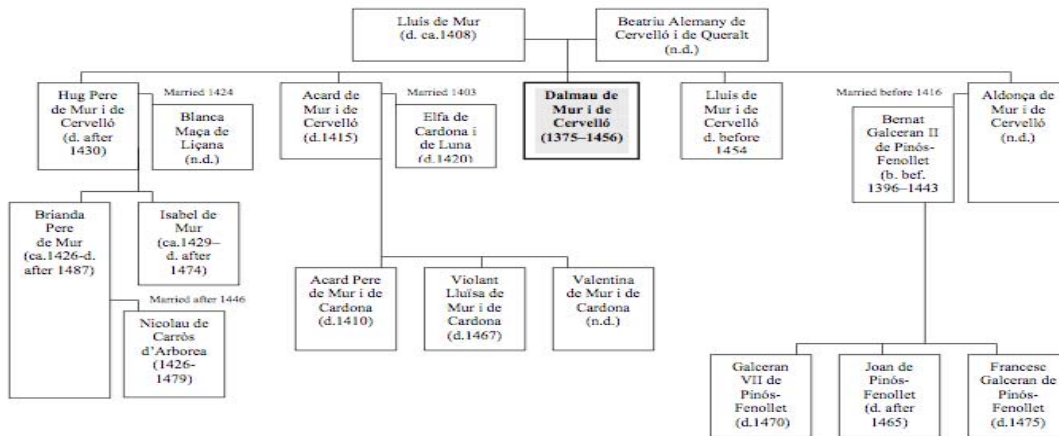 Lluís de Mur
(d. ca.1408)
Beatriu Alemany de
Cervelló i de Queralt
(n.d.)
Hug Pere
de Mur i de
Cervelló
(d. after
1430)
Married 1424
Blanca
Maça de
Liçana
(n.d.)
Acard de
Mur i de
Cervelló
(d.1415)
Married 1403
Elfa de
Cardona i
de Luna
(d.1420)
Dalmau de
Mur i de
Cervelló
(1375–1456)
Lluís de
Mur i de
Cervelló
d. before
1454
Married before 1416
Bernat
Galceran II
de Pinós-
Fenollet
(b. bef.
1396–1443
Aldonça de
Mur i de
Cervelló
(n.d.)
Brianda
Pere
de Mur
(ca.1426-d.
after 1487)
Isabel de
Mur
(ca.1429–
d. after
1474)
Married after 1446
Nicolau de
Carròs
d’Arborea
(1426-
1479)
Acard Pere
de Mur i de
Cardona
(d.1410)
Violant
Lluïsa de
Mur i de
Cardona
(d.1467)
Valentina
de Mur i de
Cardona
(n.d.)
Galceran
VII de
Pinós-
Fenollet
(d.1470)
Joan de
Pinós-
Fenollet
(d. after
1465)
Francesc
Galceran de
Pinós-
Fenollet
(d.1475)